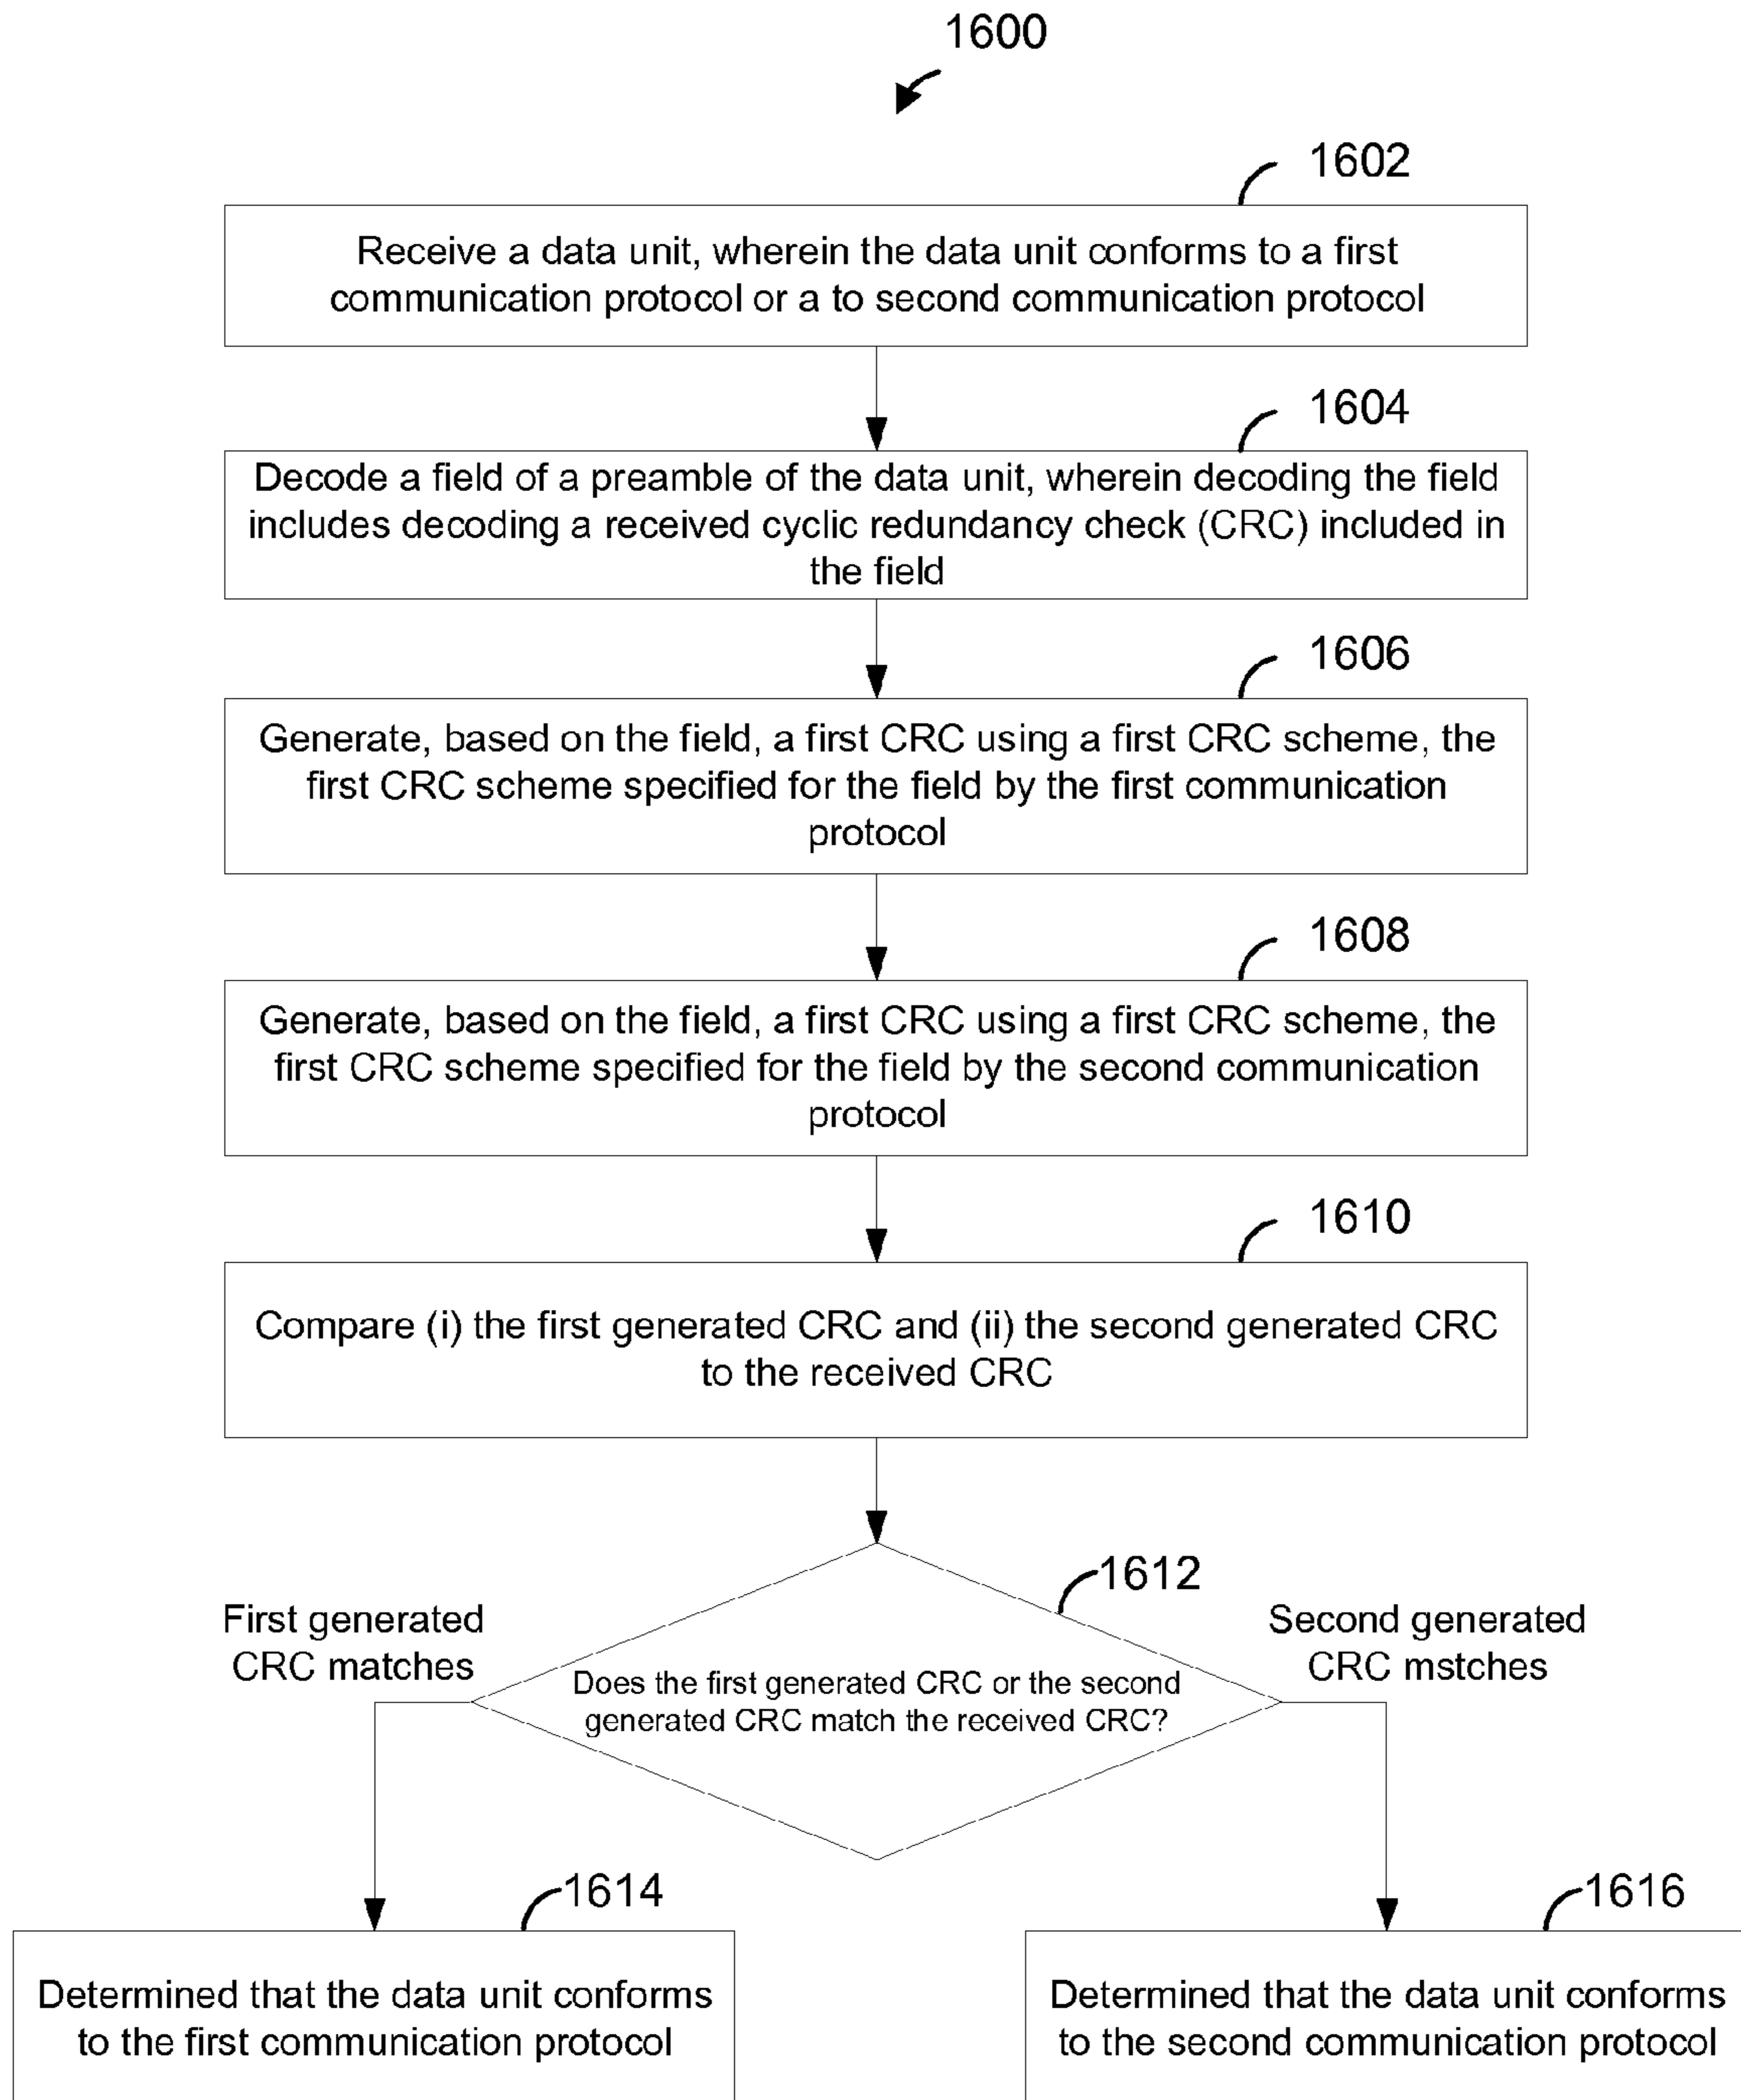 1600
1602
Receive a data unit, wherein the data unit conforms to a first
communication protocol or a to second communication protocol
1604
Decode a field of a preamble of the data unit, wherein decoding the field
includes decoding a received cyclic redundancy check (CRC) included in
the field
1606
Generate, based on the field, a first CRC using a first CRC scheme, the
first CRC scheme specified for the field by the first communication
protocol
1608
Generate, based on the field, a first CRC using a first CRC scheme, the
first CRC scheme specified for the field by the second communication
protocol
1610
Compare (i) the first generated CRC and (ii) the second generated CRC
to the received CRC
1612
First generated
CRC matches
Second generated
CRC mstches
Does the first generated CRC or the second
generated CRC match the received CRC?
1614
Determined that the data unit conforms
to the first communication protocol
1616
Determined that the data unit conforms
to the second communication protocol